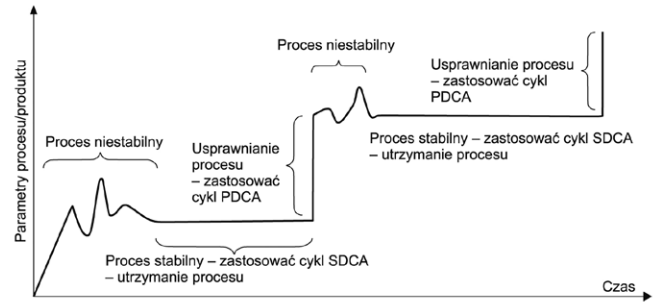 Parametry procesu/produktu
Proces niestabilny
Usprawnianie
procesu
– zastosować
cykl PDCA
Proces stabilny – zastosować cykl SDCA
– utrzymanie procesu
Proces niestabilny
Usprawnianie procesu
– zastosować cykl
PDCA
Proces stabilny – zastosować cykl SDCA
– utrzymanie procesu
Czas